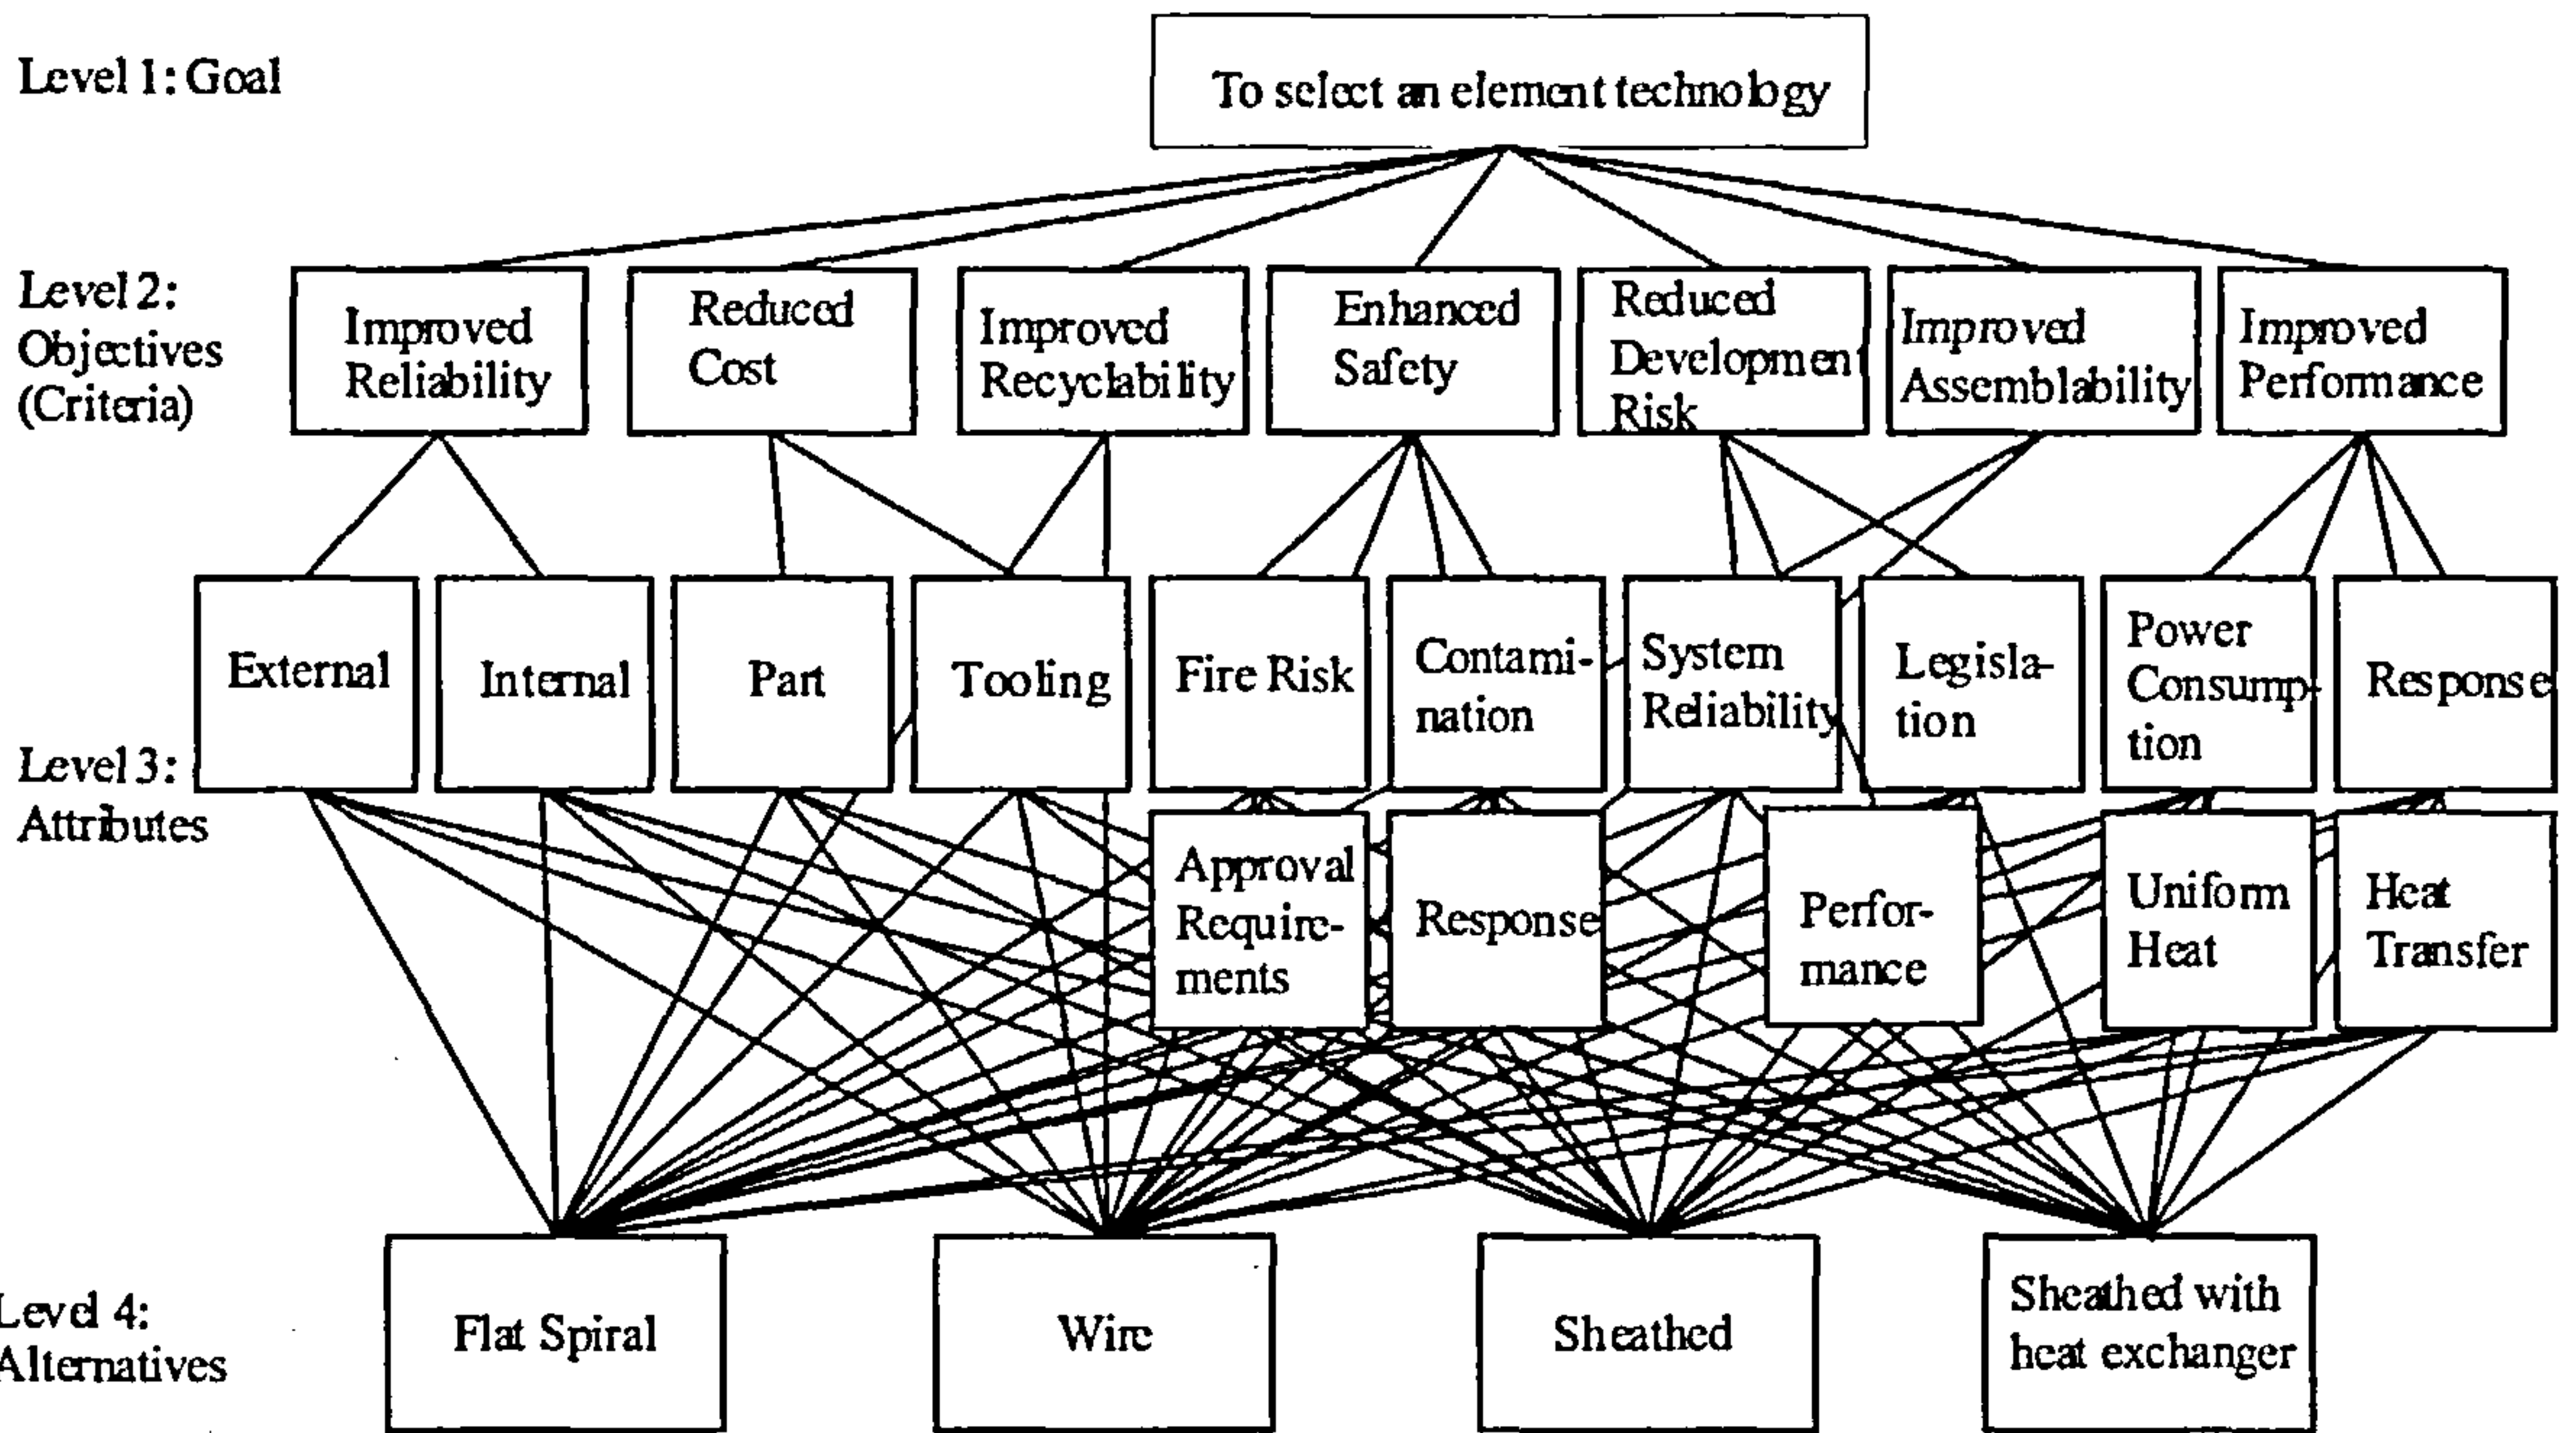 Level 1: Goal
To select an element technology
Level 2:
Objectives
(Criteria)
Improved
Reliability
Reduced
Cost
Improved
Recyclability
Enhanced
Safety
Reduced
Development
Risk
Improved
Assemblability
Improved
Performance
Level 3:
Attributes
External
Internal
Part
Tooling
Fire Risk
Contami-
nation
System
Reliability
Legisla-
tion
Power
Consump-
tion
Response
Approval
Require-
ments
Response
Perfor-
mance
Uniform
Heat
Heat
Transfer
Level 4:
Alternatives
Flat Spiral
Wire
Sheathed
Sheathed with
heat exchanger